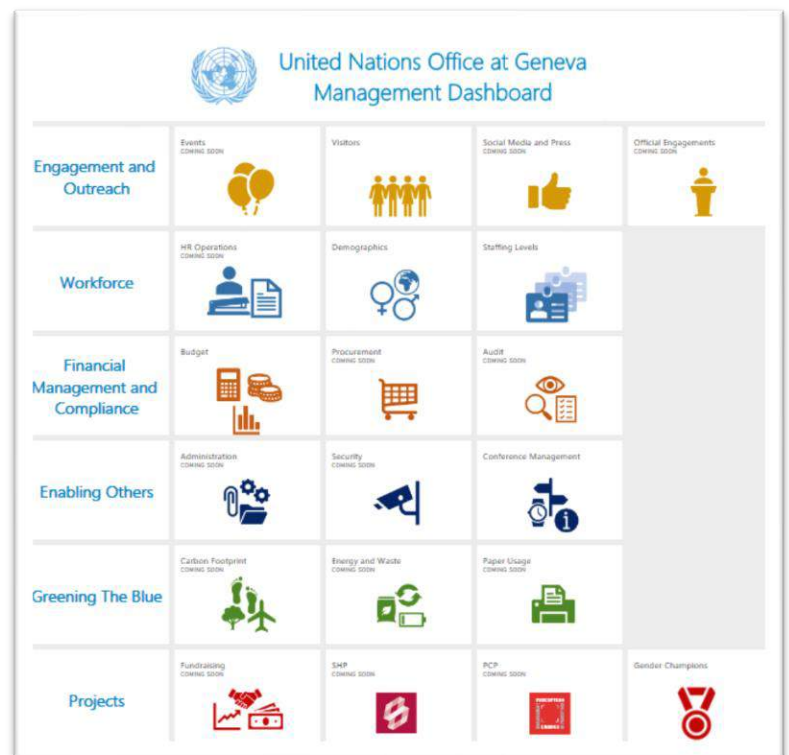 United Nations Office at Geneva
Management Dashboard
Engagement and
Outreach
Events
COMING SOON
Visitors
Social Media and Press
COMING SOON
Official Engagements
COMING SOON
Workforce
HR Operations
COMING SOON
Demographics
Staffing Levels
Financial
Management and
Compliance
Budget
Procurement
COMING SOON
Audit
COMING SOON
Enabling Others
Administration
COMING SOON
Security
COMING SOON
Conference Management
Greening The Blue
Carbon Footprint
COMING SOON
Energy and Waste
COMING SOON
Paper Usage
COMING SOON
Projects
Fundraising
COMING SOON
SHP
COMING SOON
PCP
COMING SOON
PERCEPTION
CHANGE
Gender Champions